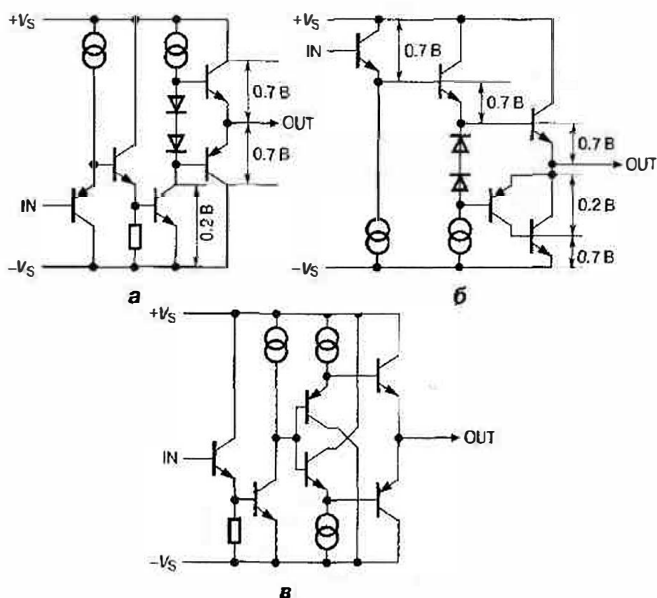 +Vs
0.7 В
OUT
0.7 В
IN
0.2 В
−Vs
а
+Vs
IN
0.7 В
0.7 В
0.7 В
OUT
0.2 В
0.7 В
−Vs
б
+Vs
IN
OUT
−Vs
в